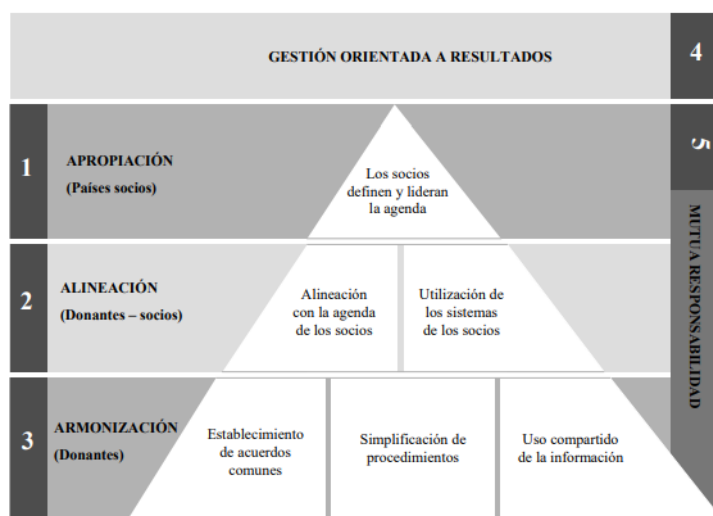 GESTIÓN ORIENTADA A RESULTADOS
4
1
APROPIACIÓN
(Países socios)
Los socios
definen y lideran
la agenda
5
MUTUA RESPONSABILIDAD
2
ALINEACIÓN
(Donantes – socios)
Alineación
con la agenda
de los socios
Utilización de
los sistemas
de los socios
3
ARMONIZACIÓN
(Donantes)
Establecimiento
de acuerdos
comunes
Simplificación de
procedimientos
Uso compartido
de la información